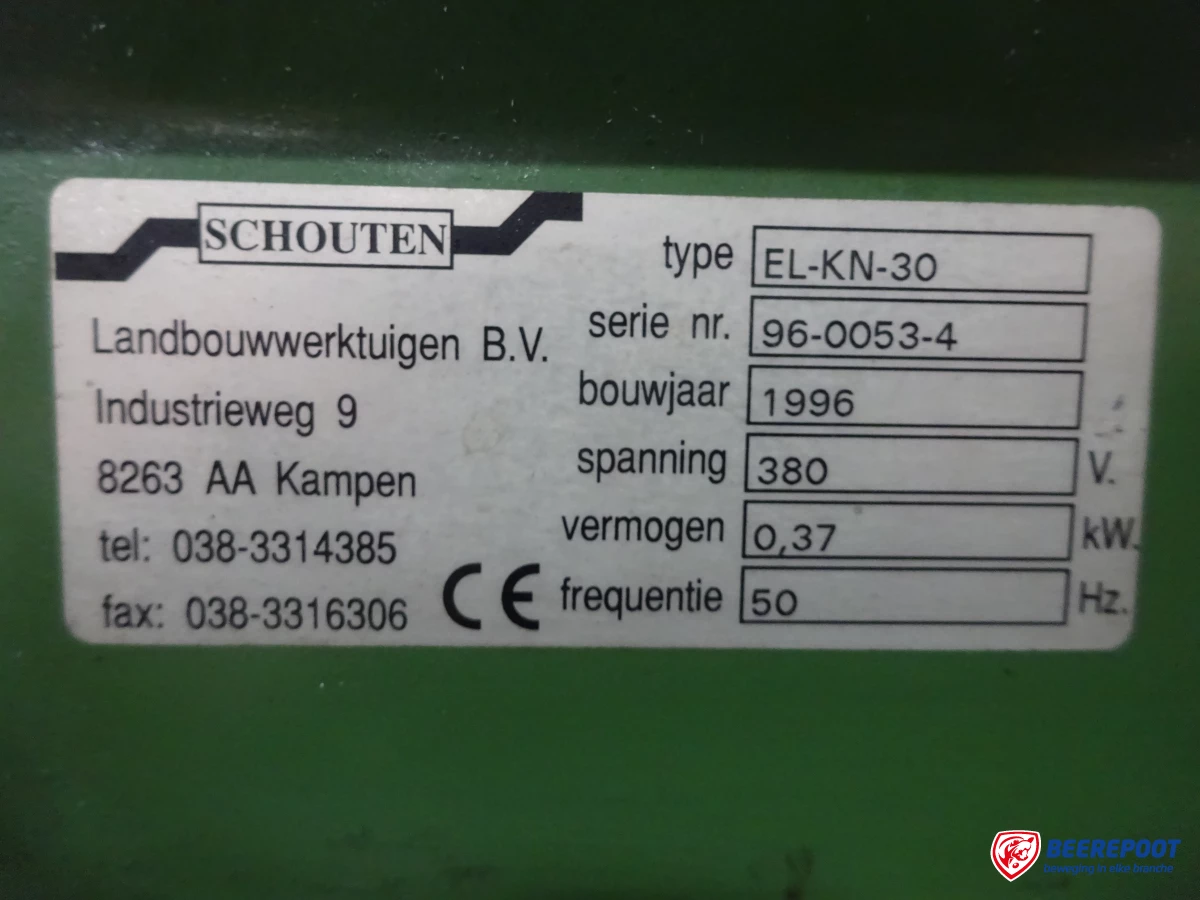 SCHOUTEN
Landbouwwerktuigen B.V.
Industrieweg 9
8263 AA Kampen
tel: 038-3314385
fax: 038-3316306
CE
type EL-KN-30
serie nr. 96-0053-4
bouwjaar 1996
spanning 380 V.
vermogen 0,37 kW.
frequentie 50 Hz.
BEEREPOOT
beweging in elke branche